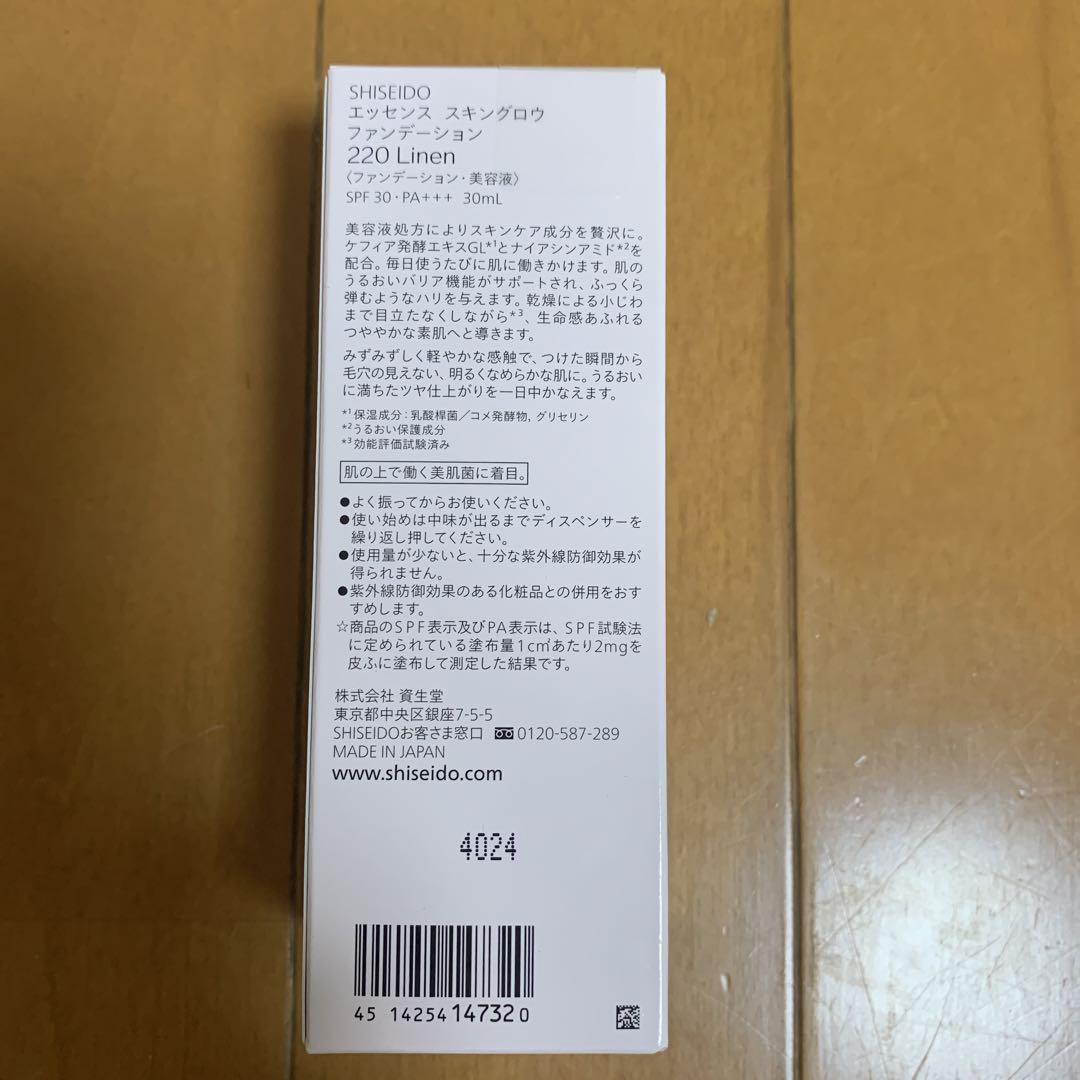 SHISEIDO
エッセンス スキングロウ
ファンデーション
220 Linen
〈ファンデーション・美容液〉
SPF 30・PA+++ 30mL
美容液処方によりスキンケア成分を贅沢に。
ケフィア発酵エキスGL*1とナイアシンアミド*2を
配合。毎日使うたびに肌に働きかけます。肌の
うるおいバリア機能がサポートされ、ふっくら
弾むようなハリを与えます。乾燥による小じわ
まで目立たなくしながら*3、生命感あふれる
つややかな素肌へと導きます。
みずみずしく軽やかな感触で、つけた瞬間から
毛穴の見えない、明るくなめらかな肌に。うるおい
に満ちたツヤ仕上がりを一日中かなえます。
*1 保湿成分：乳酸桿菌／コメ発酵物, グリセリン
*2 うるおい保護成分
*3 効能評価試験済み
肌の上で働く美肌菌に着目。
●よく振ってからお使いください。
●使い始めは中味が出るまでディスペンサーを
繰り返し押してください。
●使用量が少ないと、十分な紫外線防御効果が
得られません。
●紫外線防御効果のある化粧品との併用をおす
すめします。
☆商品のSPF表示及びPA表示は、SPF試験法
に定められている塗布量1c㎡あたり2mgを
皮ふに塗布して測定した結果です。
株式会社 資生堂
東京都中央区銀座7-5-5
SHISEIDOお客さま窓口 0120-587-289
MADE IN JAPAN
www.shiseido.com
4024
45 14254 14732 0